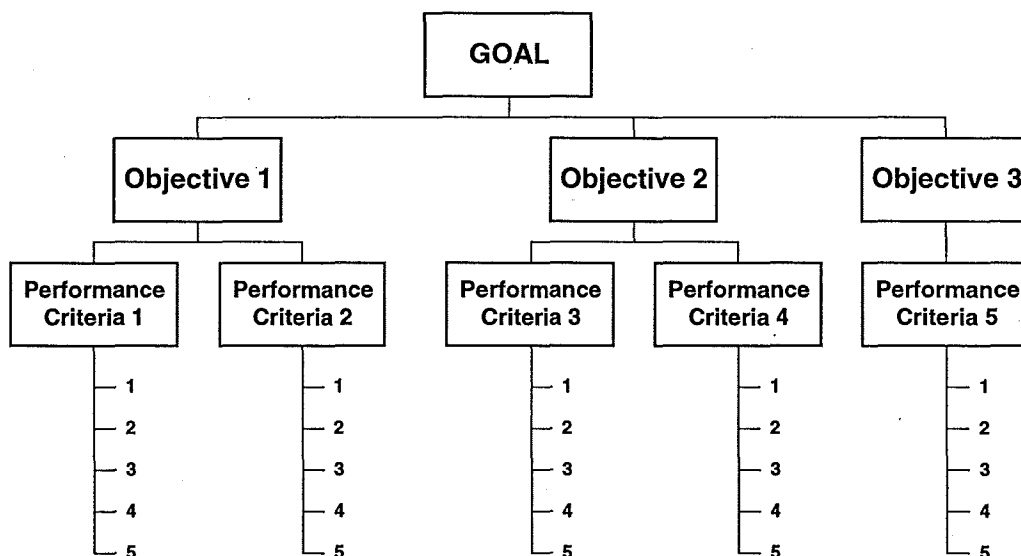 GOAL
Objective 1
Objective 2
Objective 3
Performance
Criteria 1
Performance
Criteria 2
Performance
Criteria 3
Performance
Criteria 4
Performance
Criteria 5
1
2
3
4
5
1
2
3
4
5
1
2
3
4
5
1
2
3
4
5
1
2
3
4
5